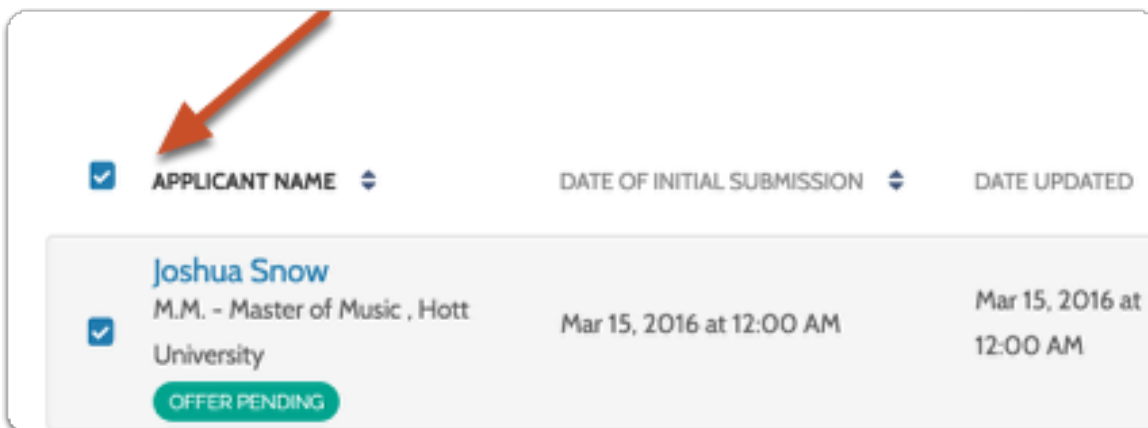 APPLICANT NAME DATE OF INITIAL SUBMISSION DATE UPDATED
Joshua Snow
M.M. - Master of Music , Hott
University
OFFER PENDING
Mar 15, 2016 at 12:00 AM
Mar 15, 2016 at
12:00 AM